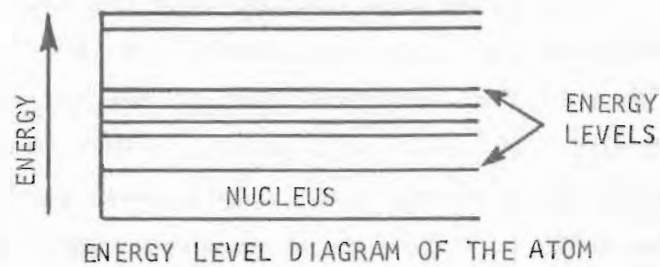 ENERGY
ENERGY
LEVELS
NUCLEUS
ENERGY LEVEL DIAGRAM OF THE ATOM